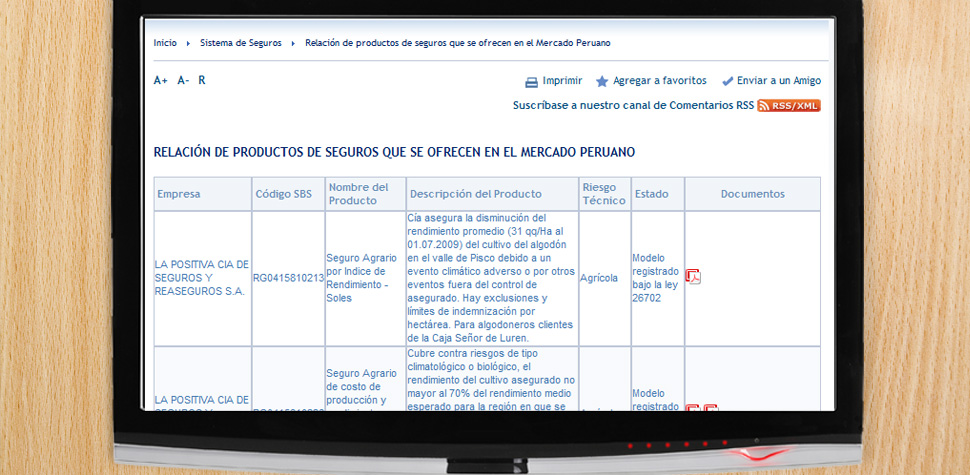 Inicio › Sistema de Seguros › Relación de productos de seguros que se ofrecen en el Mercado Peruano
A+ A- R
Imprimir Agregar a favoritos Enviar a un Amigo
Suscríbase a nuestro canal de Comentarios RSS RSS/XML
RELACIÓN DE PRODUCTOS DE SEGUROS QUE SE OFRECEN EN EL MERCADO PERUANO
Empresa
Código SBS
Nombre del
Producto
Descripción del Producto
Riesgo
Técnico
Estado
Documentos
LA POSITIVA CIA DE
SEGUROS Y
REASEGUROS S.A.
RG0415810213
Seguro Agrario
por Indice de
Rendimiento -
Soles
Cía asegura la disminución del
rendimiento promedio (31 qq/Ha al
01.07.2009) del cultivo del algodón
en el valle de Pisco debido a un
evento climático adverso o por otros
eventos fuera del control de
asegurado. Hay exclusiones y
límites de indemnización por
hectárea. Para algodoneros clientes
de la Caja Señor de Luren.
Agrícola
Modelo
registrado
bajo la ley
26702
LA POSITIVA CIA DE
Seguro Agrario
de costo de
producción y
Cubre contra riesgos de tipo
climatológico o biológico, el
rendimiento del cultivo asegurado no
mayor al 70% del rendimiento medio
esperado para la región en que se
Modelo
registrado